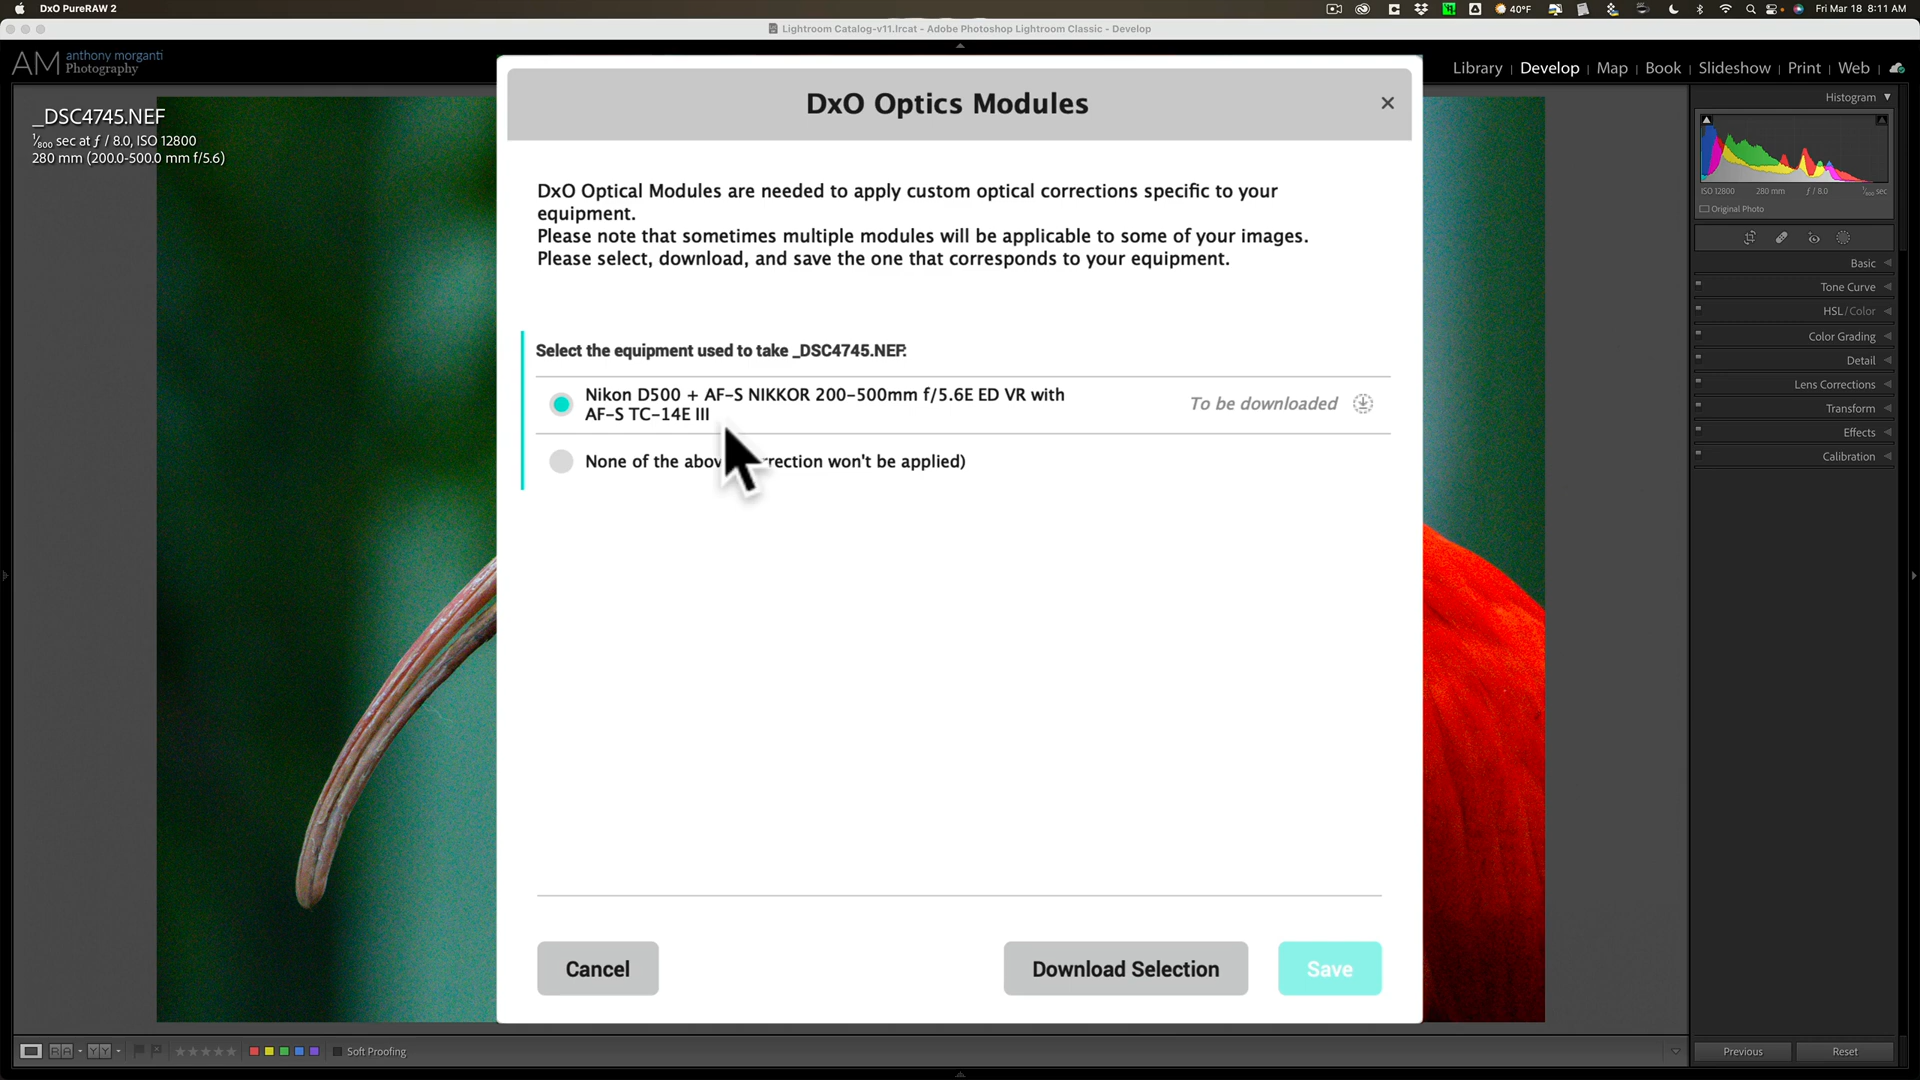 DxO PureRAW 2
40°F
Fri Mar 18 8:11 AM
Lightroom Catalog-v11.lrcat - Adobe Photoshop Lightroom Classic - Develop
AM anthony morganti
Photography
Library | Develop | Map | Book | Slideshow | Print | Web |
_DSC4745.NEF
1/800 sec at ƒ / 8.0, ISO 12800
280 mm (200.0-500.0 mm f/5.6)
DxO Optics Modules
DxO Optical Modules are needed to apply custom optical corrections specific to your
equipment.
Please note that sometimes multiple modules will be applicable to some of your images.
Please select, download, and save the one that corresponds to your equipment.
Select the equipment used to take _DSC4745.NEF:
Nikon D500 + AF-S NIKKOR 200-500mm f/5.6E ED VR with
AF-S TC-14E III
To be downloaded
None of the abov rection won't be applied)
Cancel
Download Selection
Save
Histogram
ISO 12800 280 mm ƒ / 8.0 1/800 sec
Original Photo
Basic
Tone Curve
HSL / Color
Color Grading
Detail
Lens Corrections
Transform
Effects
Calibration
Soft Proofing
Previous
Reset